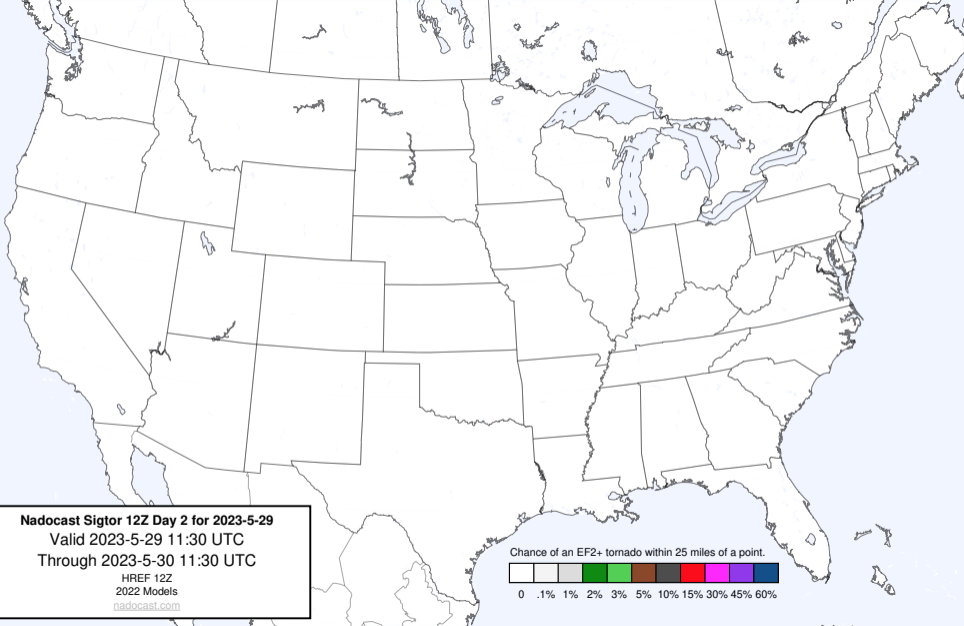 Nadocast Sigtor 12Z Day 2 for 2023-5-29
Valid 2023-5-29 11:30 UTC
Through 2023-5-30 11:30 UTC
HREF 12Z
2022 Models
nadocast.com
Chance of an EF2+ tornado within 25 miles of a point.
0 .1% 1% 2% 3% 5% 10% 15% 30% 45% 60%